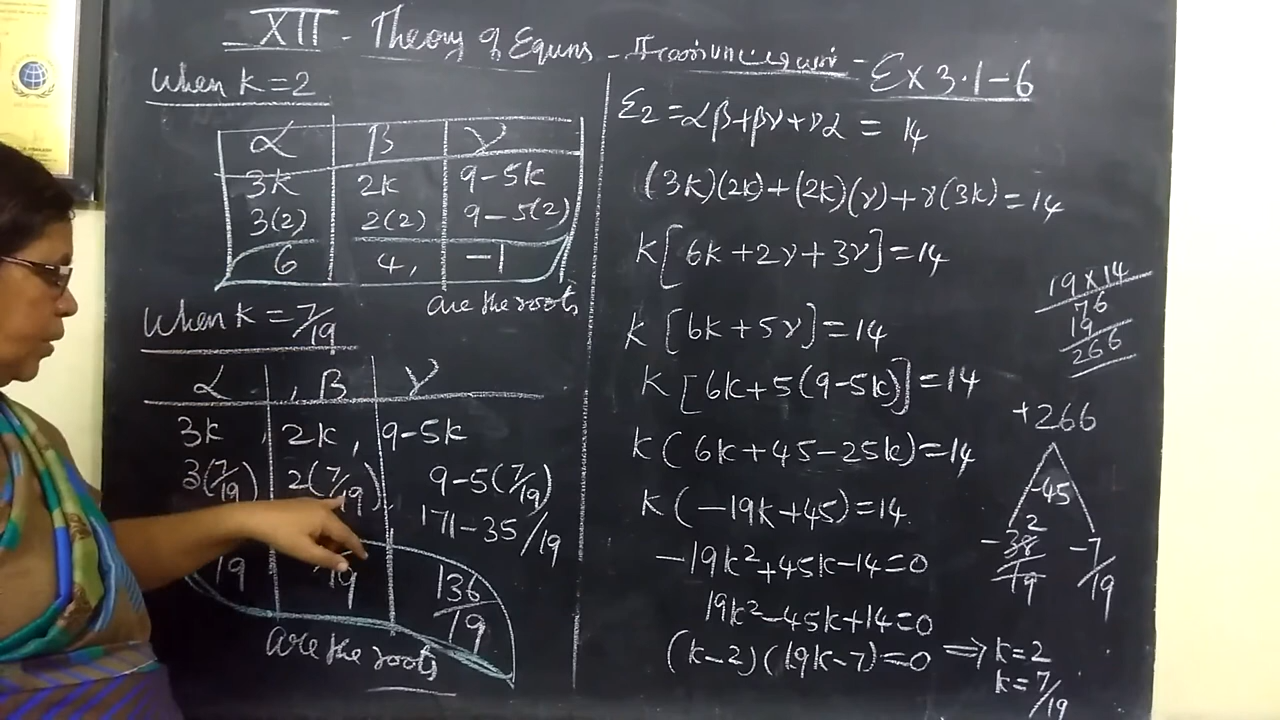 XII - Theory of Equns - - Ex 3.1-6
When k=2
α β γ
3k 2k 9-5k
3(2) 2(2) 9-5(2)
6 4, -1
are the roots
When k=7/19
α , β γ
3k , 2k , 9-5k
3(7/19) 2(7/19), 9-5(7/19)
171-35/19
19 19 136/19
are the roots
Σ2 = αβ+βγ+γα = 14
(3k)(2k)+(2k)(γ)+γ(3k)=14
k[6k+2γ+3γ]=14
k[6k+5γ]=14
k[6k+5(9-5k)]=14
k(6k+45-25k)=14
k(-19k+45)=14
-19k²+45k-14=0
19k²-45k+14=0
(k-2)(19k-7)=0 ⇒ k=2
k=7/19
19×14
76
19
266
+266
-45
2
-38/19 -7/19